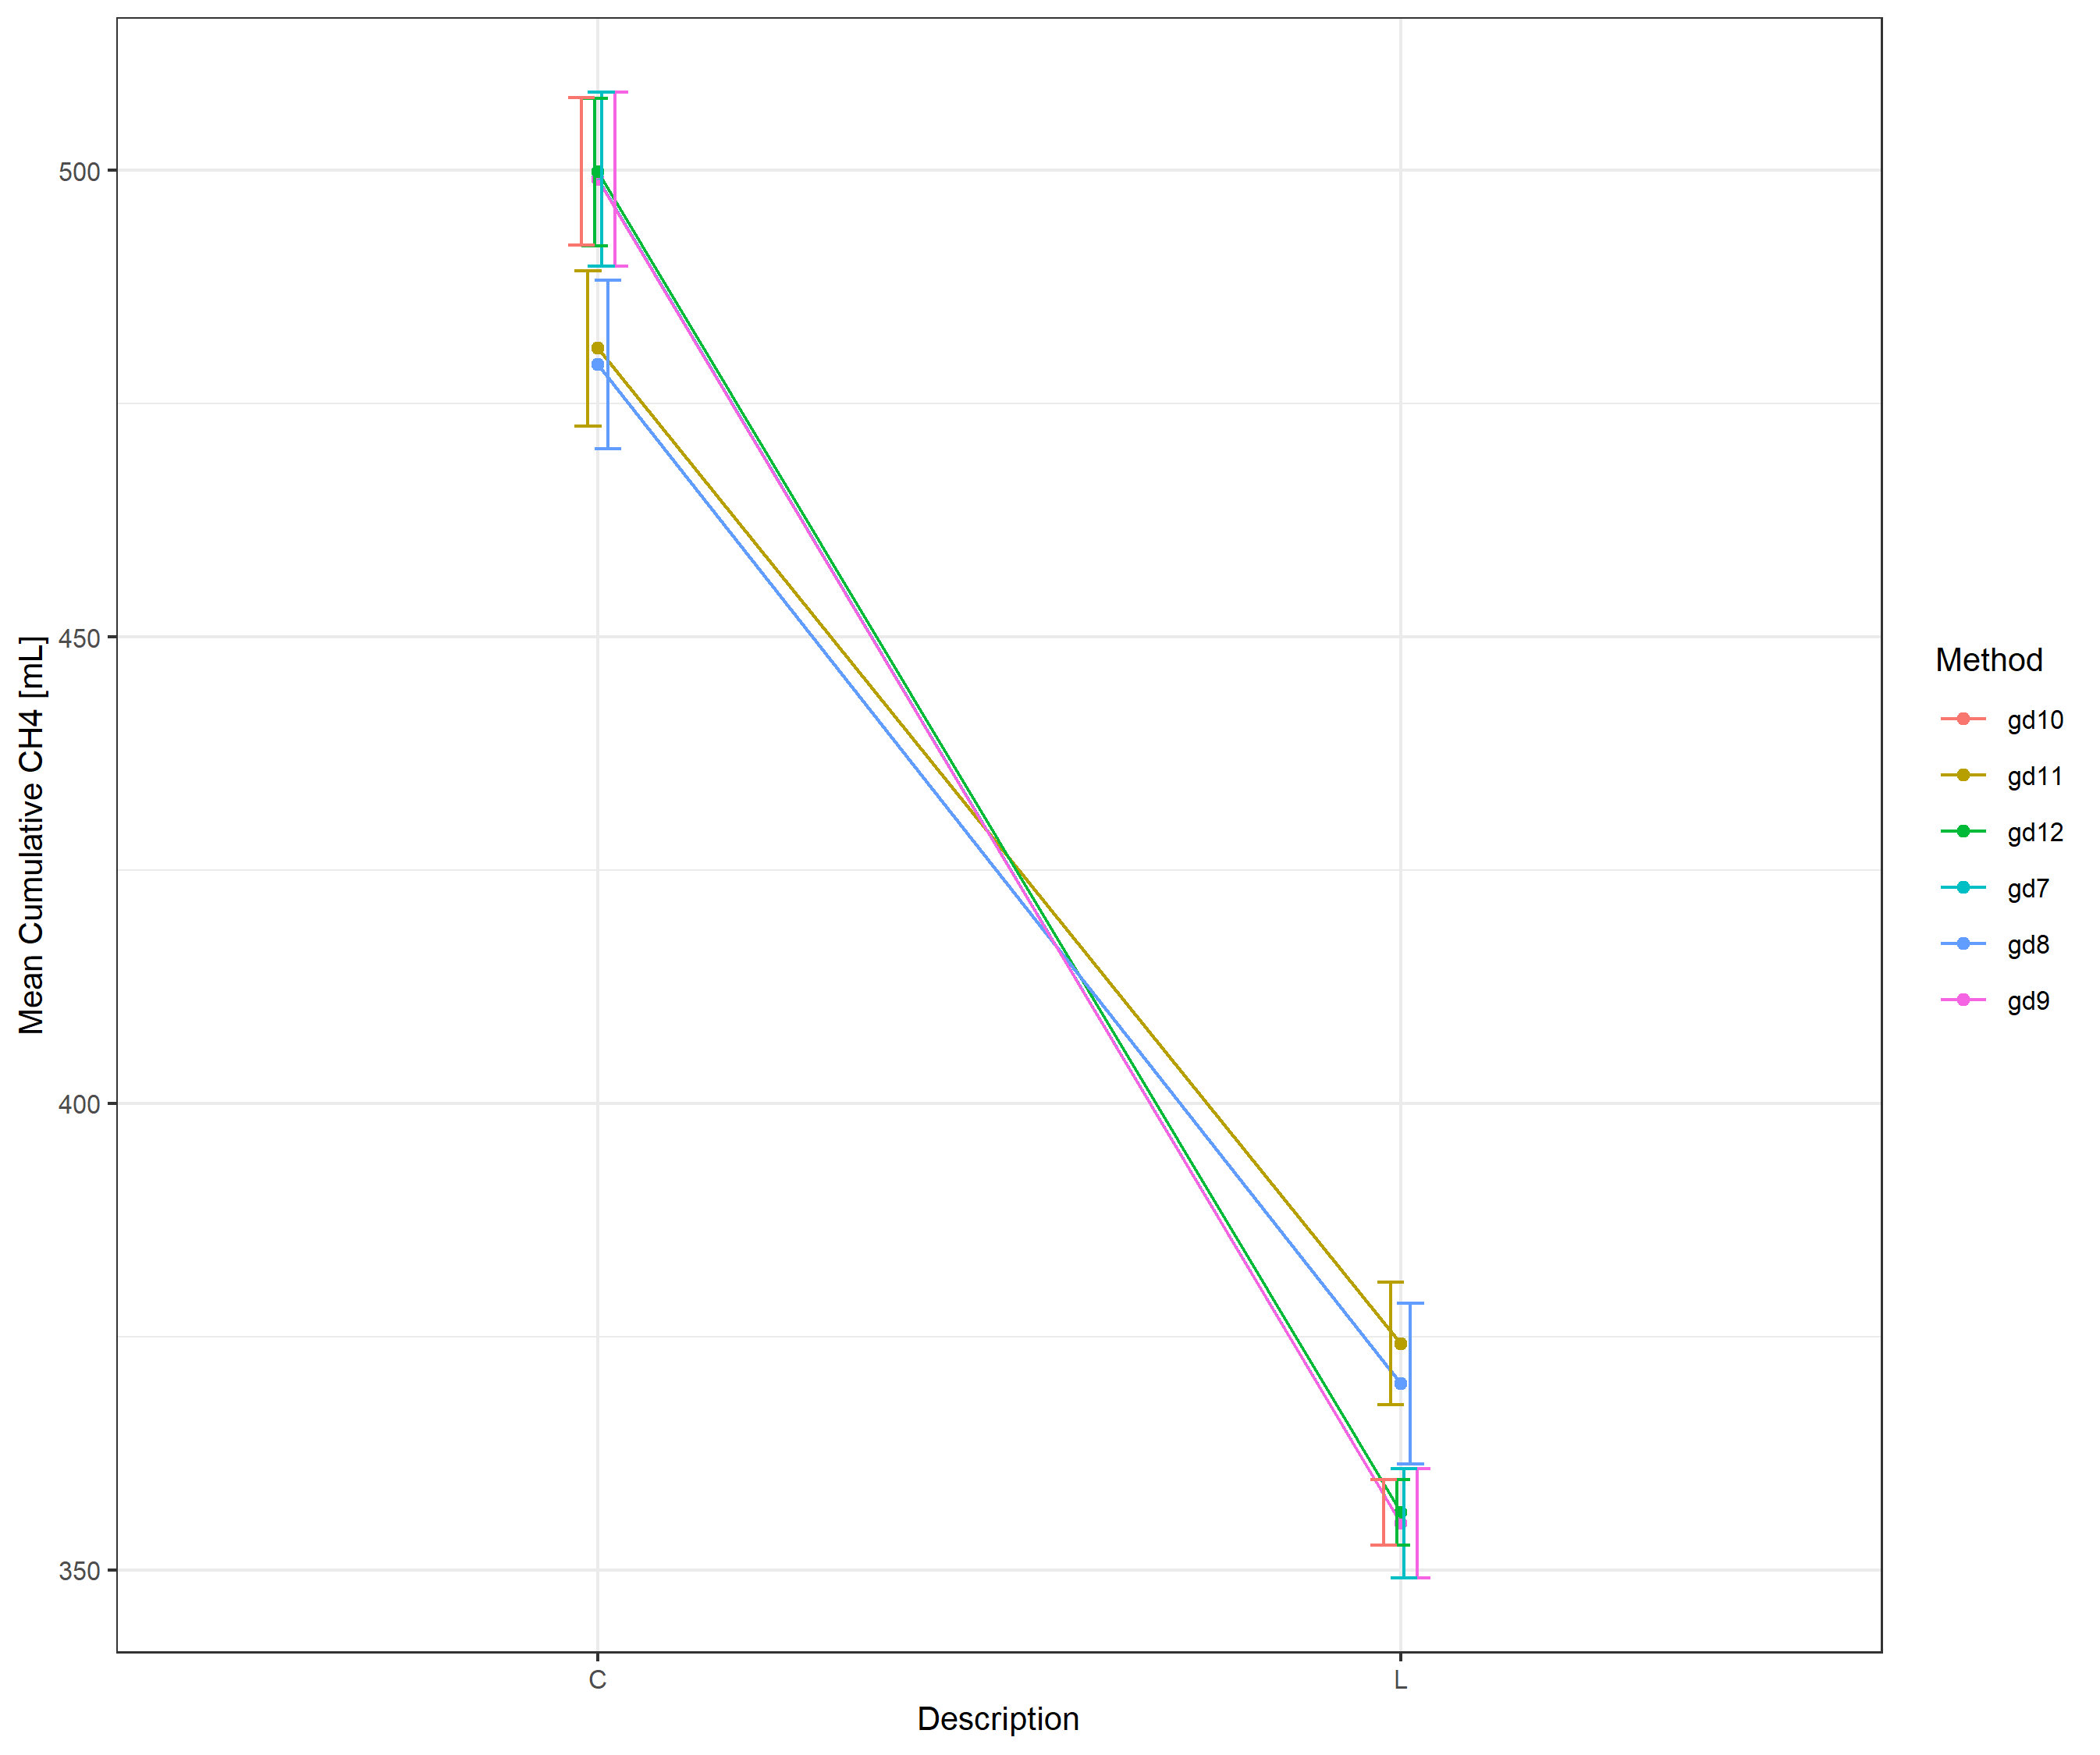 Mean Cumulative CH4 [mL]
500
450
400
350
C
L
Description
Method
gd10
gd11
gd12
gd7
gd8
gd9